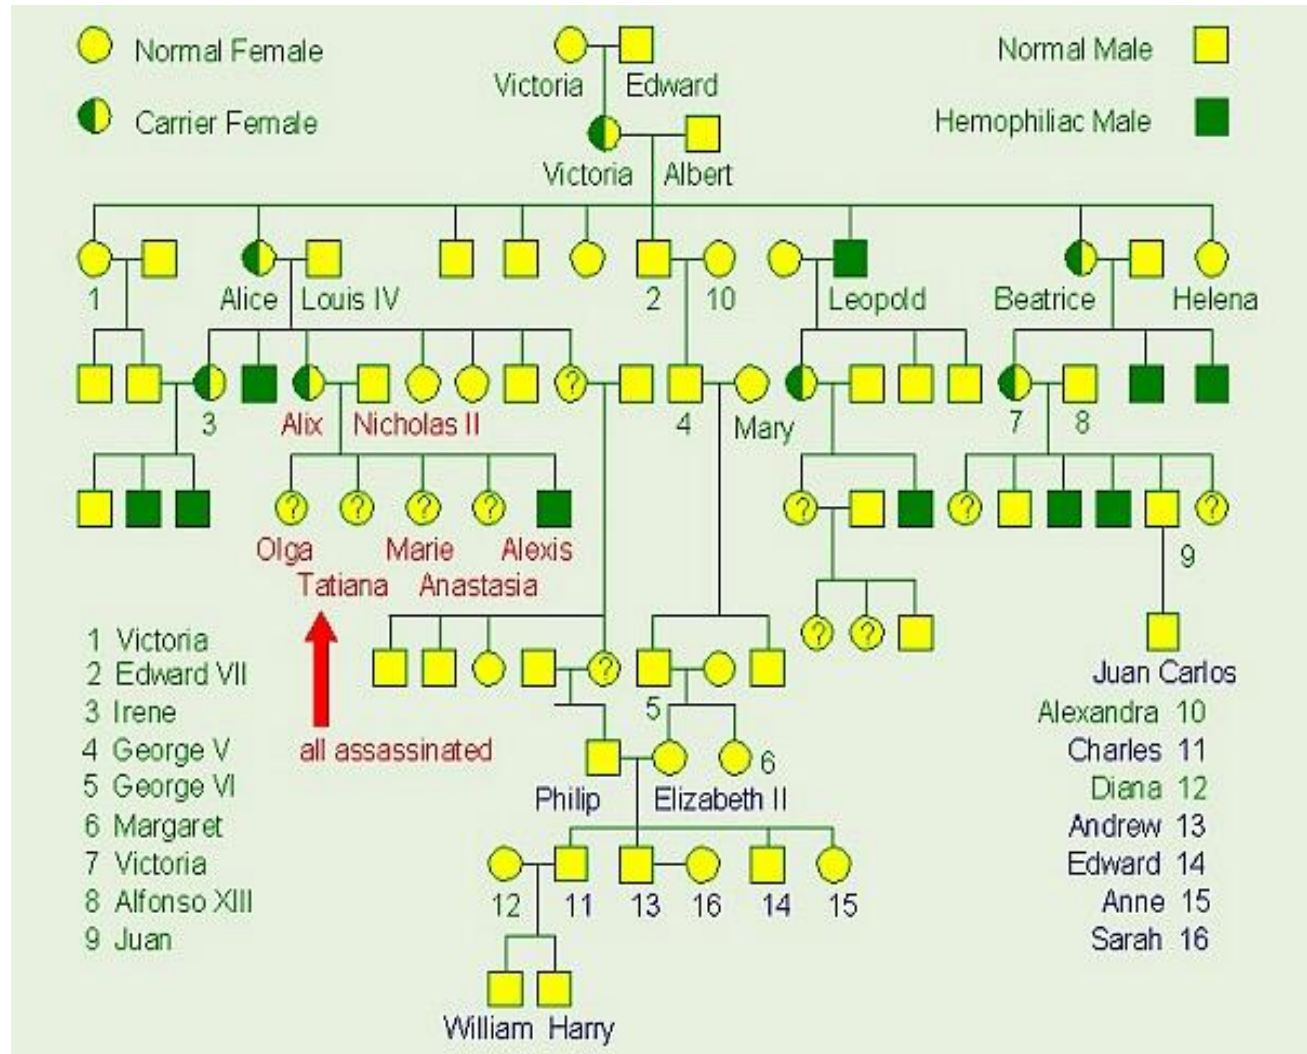 Normal Female
Normal Male
Victoria Edward
Carrier Female
Hemophiliac Male
Victoria Albert
1 Alice Louis IV 2 10 Leopold Beatrice Helena
? 
3 Alix Nicholas II 4 Mary 7 8
? ? ? ? ? ? ?
Olga Marie Alexis 9
Tatiana Anastasia
? ?
1 Victoria
2 Edward VII
3 Irene
4 George V
5 George VI
6 Margaret
7 Victoria
8 Alfonso XIII
9 Juan
all assassinated
?
5
6
Juan Carlos
Alexandra 10
Charles 11
Diana 12
Andrew 13
Edward 14
Anne 15
Sarah 16
Philip Elizabeth II
12 11 13 16 14 15
William Harry